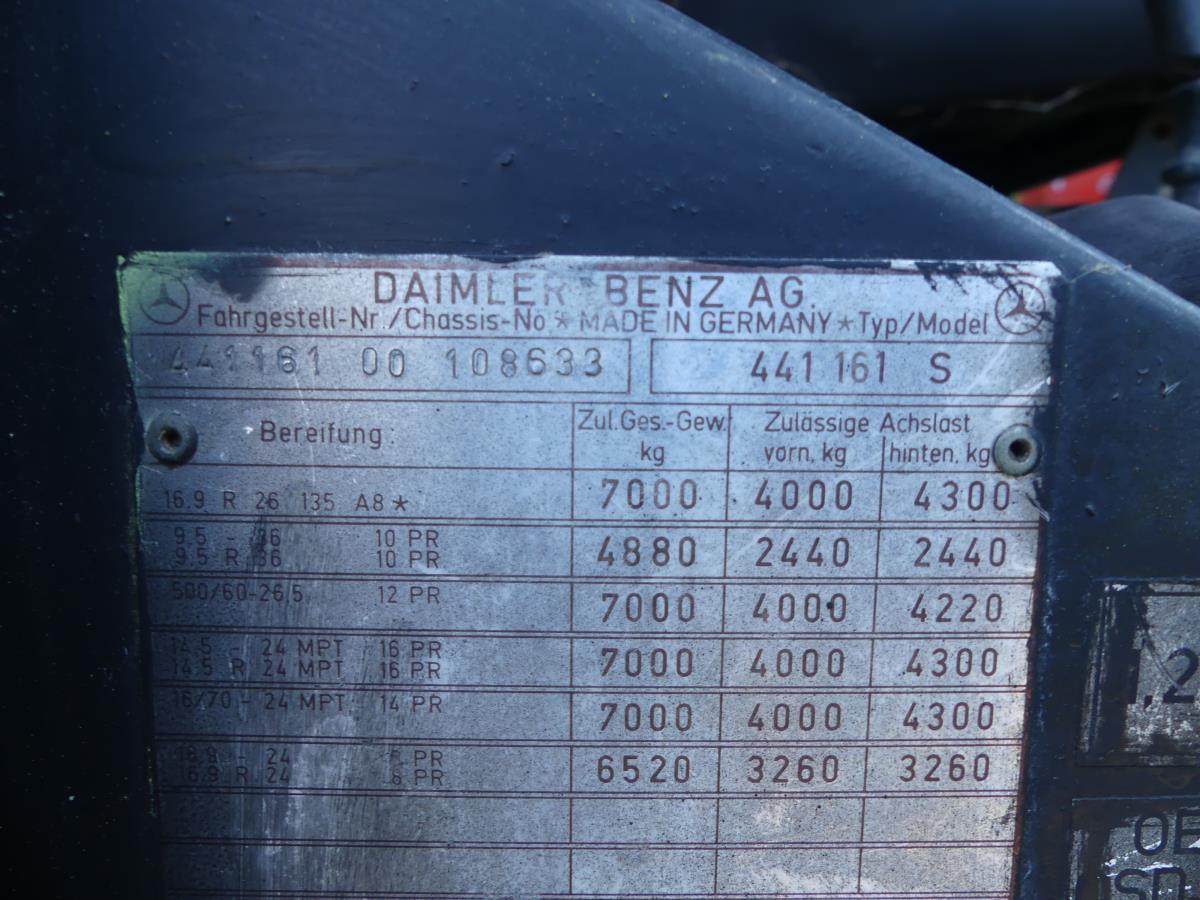 DAIMLER BENZ AG.
Fahrgestell-Nr./Chassis-No * MADE IN GERMANY * Typ/Model
441161 00 108633 441 161 S
Bereifung: Zul.Ges.-Gew. kg Zulässige Achslast
vorn, kg hinten, kg
16.9 R 26 135 A8 * 7000 4000 4300
9.5 - 36 10 PR
9.5 R 36 10 PR 4880 2440 2440
500/60-26,5 12 PR 7000 4000 4220
14.5 - 24 MPT 16 PR
14.5 R 24 MPT 16 PR 7000 4000 4300
16/70 - 24 MPT 14 PR 7000 4000 4300
16.9 - 24 8 PR
16.9 R 24 8 PR 6520 3260 3260
1,2
OE